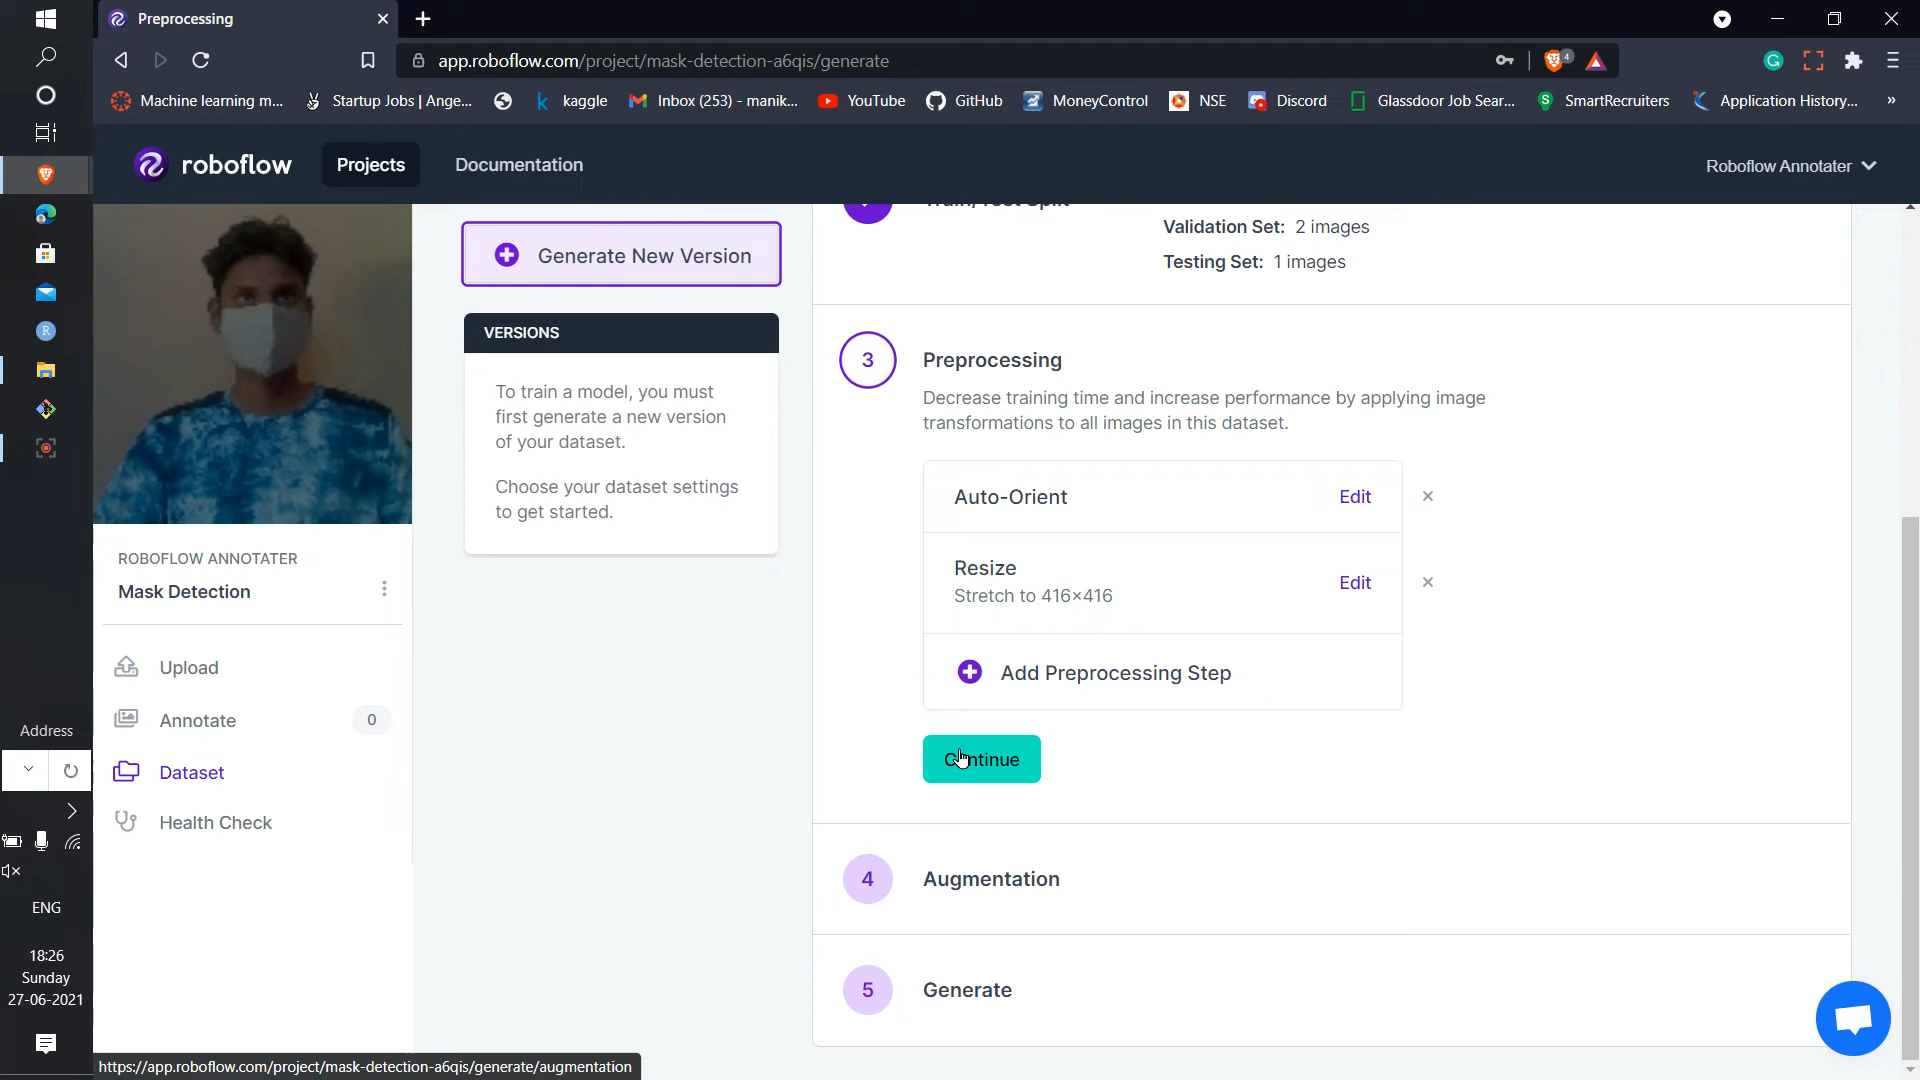 Preprocessing
app.roboflow.com/project/mask-detection-a6qis/generate
4
Machine learning m...
Startup Jobs | Ange...
kaggle
Inbox (253) - manik...
YouTube
GitHub
MoneyControl
NSE
Discord
Glassdoor Job Sear...
SmartRecruiters
Application History...
»
roboflow
Projects
Documentation
Roboflow Annotater
Generate New Version
VERSIONS
To train a model, you must
first generate a new version
of your dataset.
Choose your dataset settings
to get started.
ROBOFLOW ANNOTATER
Mask Detection
Upload
Annotate
0
Dataset
Health Check
Validation Set: 2 images
Testing Set: 1 images
3
Preprocessing
Decrease training time and increase performance by applying image
transformations to all images in this dataset.
Auto-Orient
Edit
Resize
Stretch to 416×416
Edit
Add Preprocessing Step
Continue
4
Augmentation
5
Generate
Address
ENG
18:26
Sunday
27-06-2021
https://app.roboflow.com/project/mask-detection-a6qis/generate/augmentation